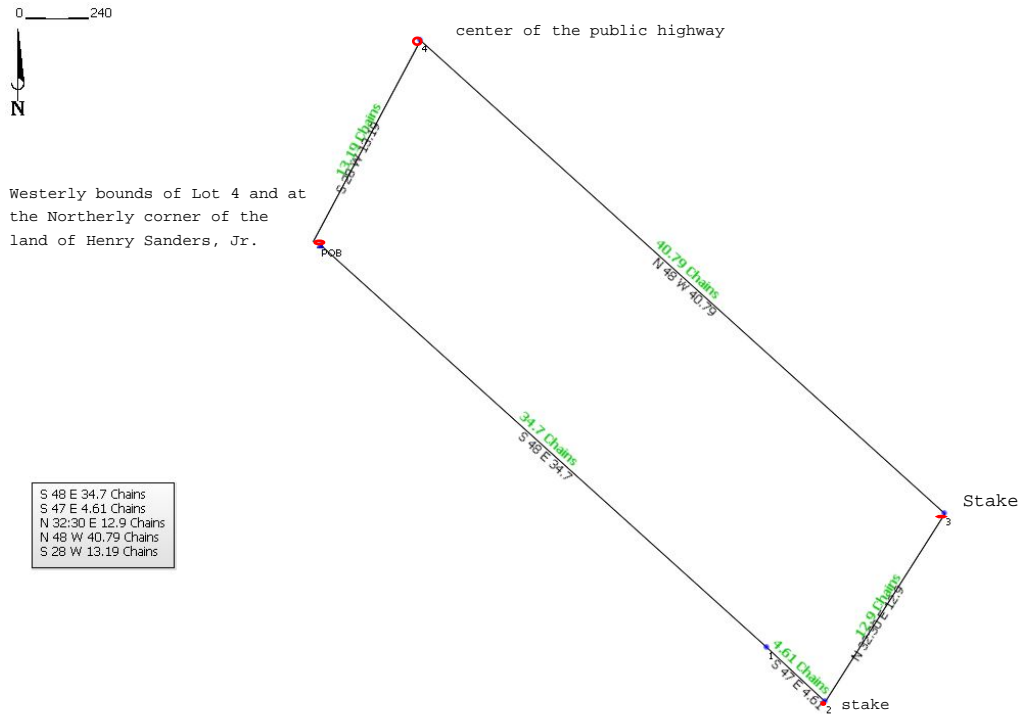 0 240
N
center of the public highway
4
13.19 Chains
S 28 W 13.19
Westerly bounds of Lot 4 and at
the Northerly corner of the
land of Henry Sanders, Jr.
POB
40.79 Chains
N 48 W 40.79
34.7 Chains
S 48 E 34.7
S 48 E 34.7 Chains
S 47 E 4.61 Chains
N 32:30 E 12.9 Chains
N 48 W 40.79 Chains
S 28 W 13.19 Chains
Stake
3
12.9 Chains
N 32:30 E 12.9
1
4.61 Chains
S 47 E 4.61
2
stake